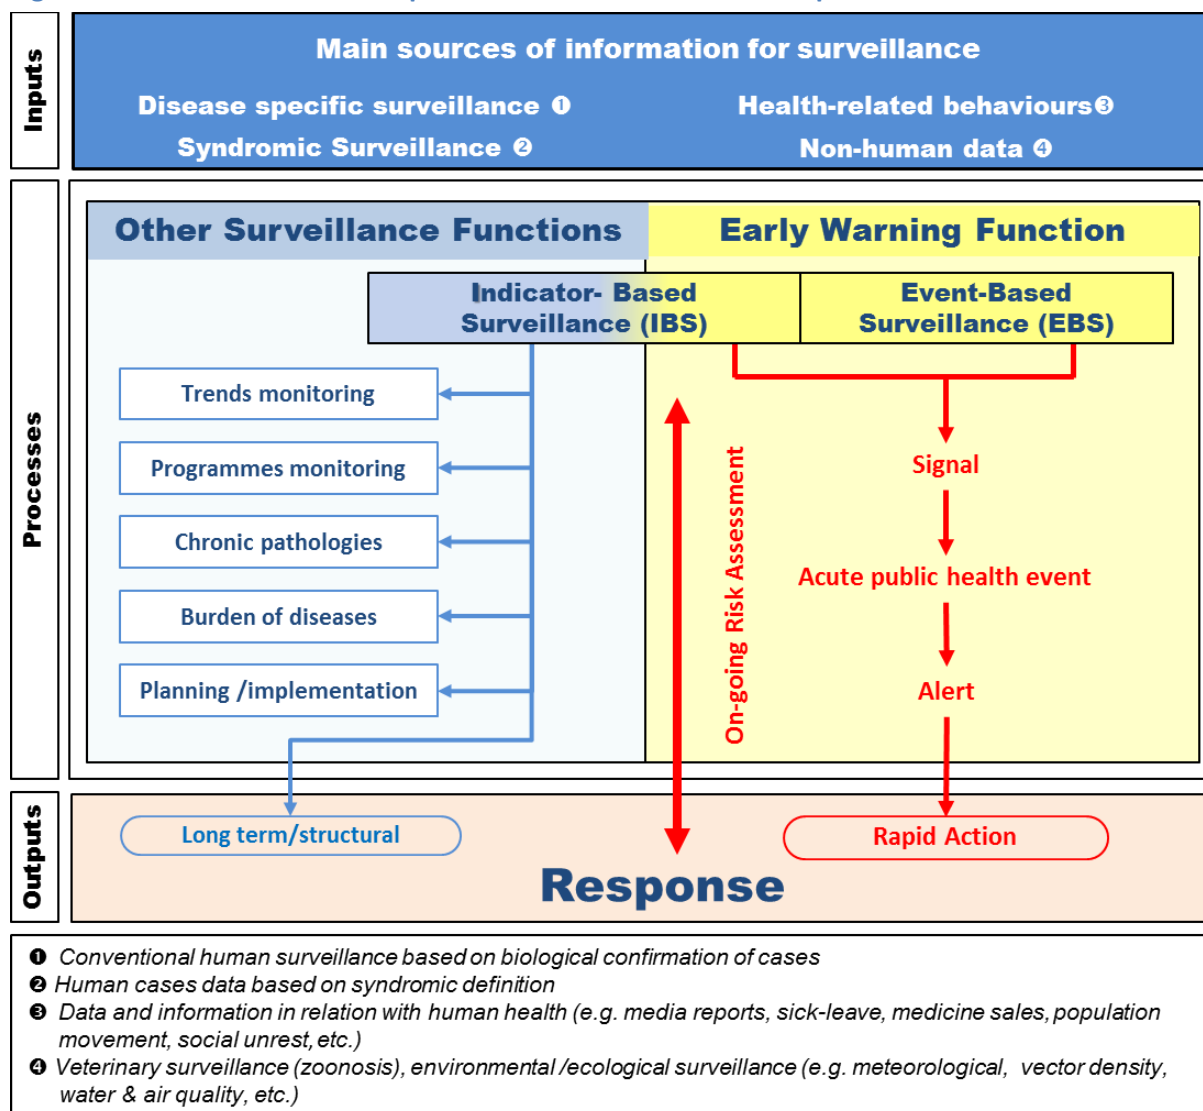 Inputs
Main sources of information for surveillance
Disease specific surveillance ❶
Health-related behaviours❸
Syndromic Surveillance ❷
Non-human data ❹
Processes
Other Surveillance Functions
Early Warning Function
Indicator- Based
Surveillance (IBS)
Event-Based
Surveillance (EBS)
Trends monitoring
Programmes monitoring
Chronic pathologies
Burden of diseases
Planning /implementation
On-going Risk Assessment
Signal
Acute public health event
Alert
Outputs
Long term/structural
Rapid Action
Response
❶ Conventional human surveillance based on biological confirmation of cases
❷ Human cases data based on syndromic definition
❸ Data and information in relation with human health (e.g. media reports, sick-leave, medicine sales, population
movement, social unrest, etc.)
❹ Veterinary surveillance (zoonosis), environmental /ecological surveillance (e.g. meteorological, vector density,
water & air quality, etc.)